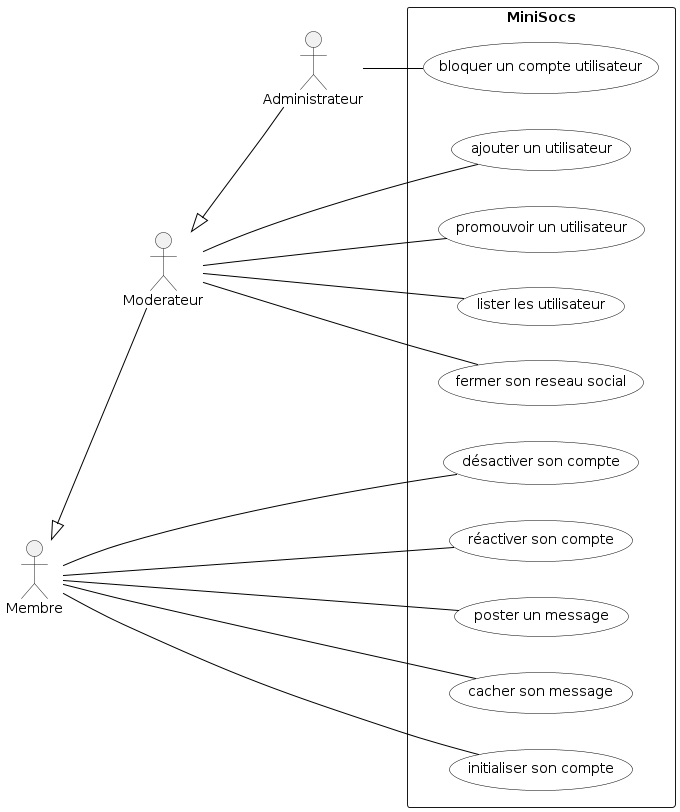 MiniSocs
bloquer un compte utilisateur
Administrateur
ajouter un utilisateur
promouvoir un utilisateur
Moderateur
lister les utilisateur
fermer son reseau social
désactiver son compte
réactiver son compte
Membre
poster un message
cacher son message
initialiser son compte